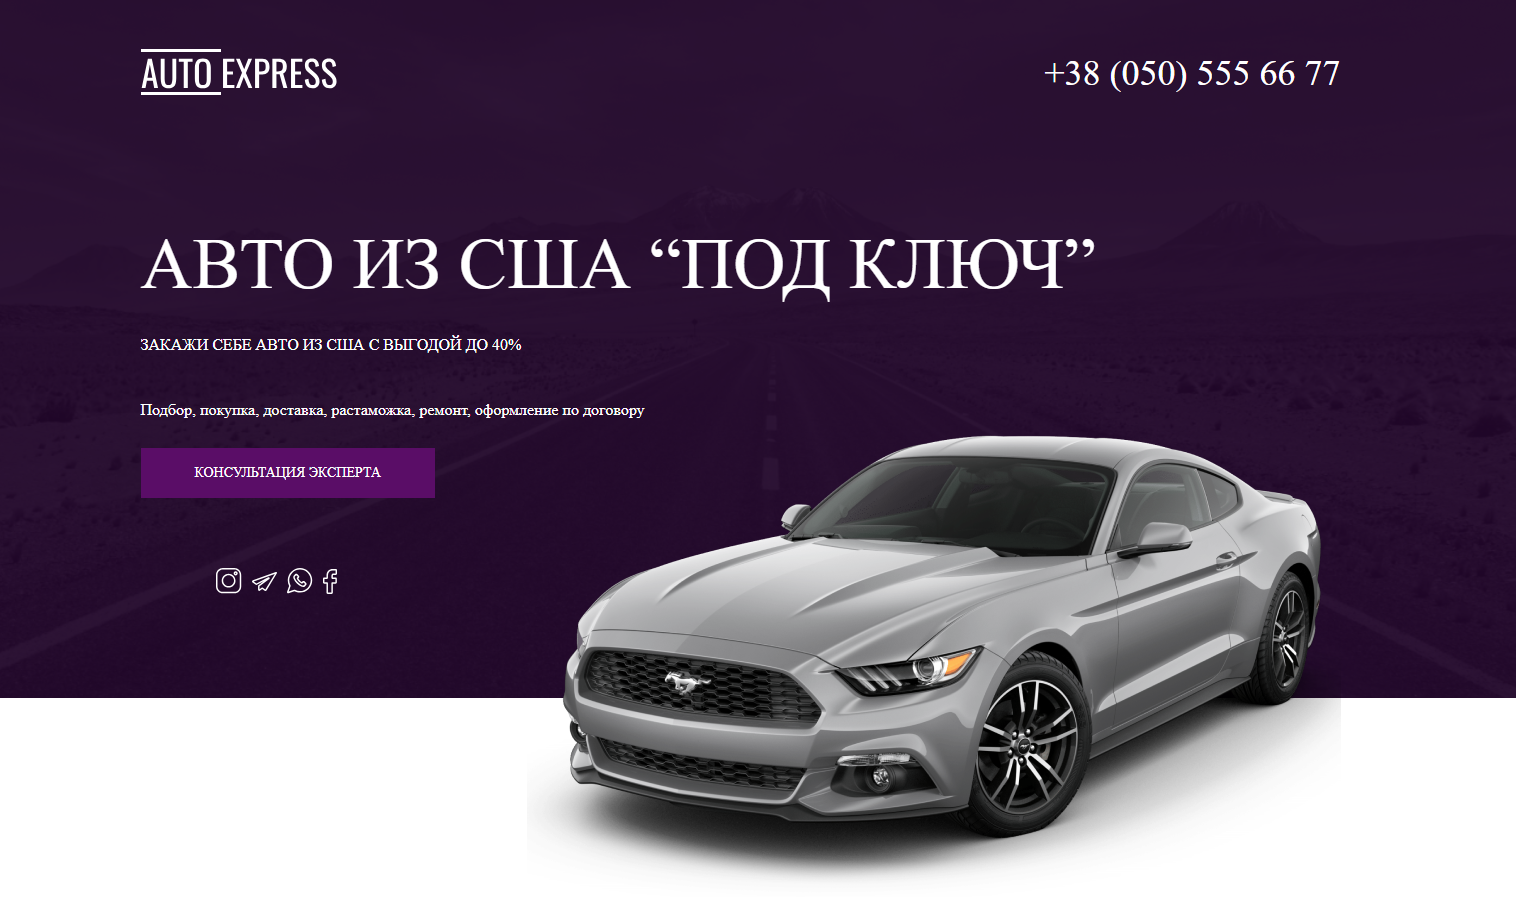 AUTO EXPRESS
+38 (050) 555 66 77
АВТО ИЗ США “ПОД КЛЮЧ”
ЗАКАЖИ СЕБЕ АВТО ИЗ США С ВЫГОДОЙ ДО 40%
Подбор, покупка, доставка, растаможка, ремонт, оформление по договору
КОНСУЛЬТАЦИЯ ЭКСПЕРТА